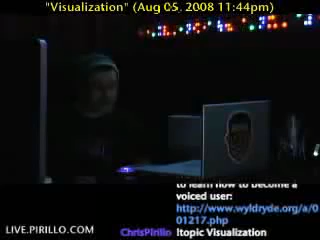 "Visualization" (Aug 05, 2008 11:44pm)
to learn how to become a
voiced user:
http://www.wyldryde.org/a/0
01217.php
LIVE.PIRILLO.COM
ChrisPirillo !topic Visualization